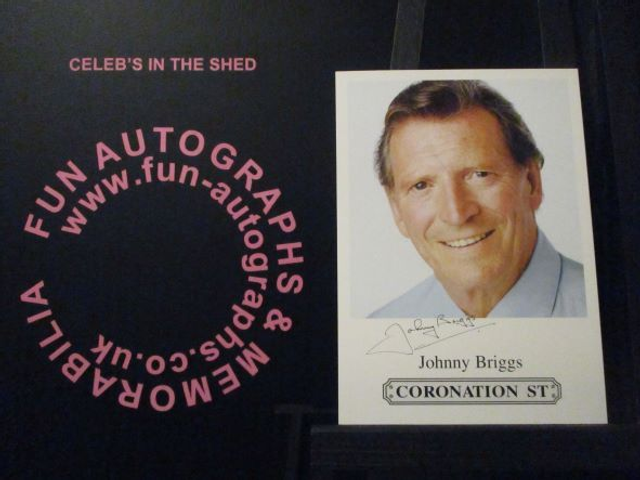 CELEB'S IN THE SHED
FUN AUTOGRAPHS & MEMORABILIA
www.fun-autographs.co.uk
Johnny Briggs
Johnny Briggs
CORONATION ST